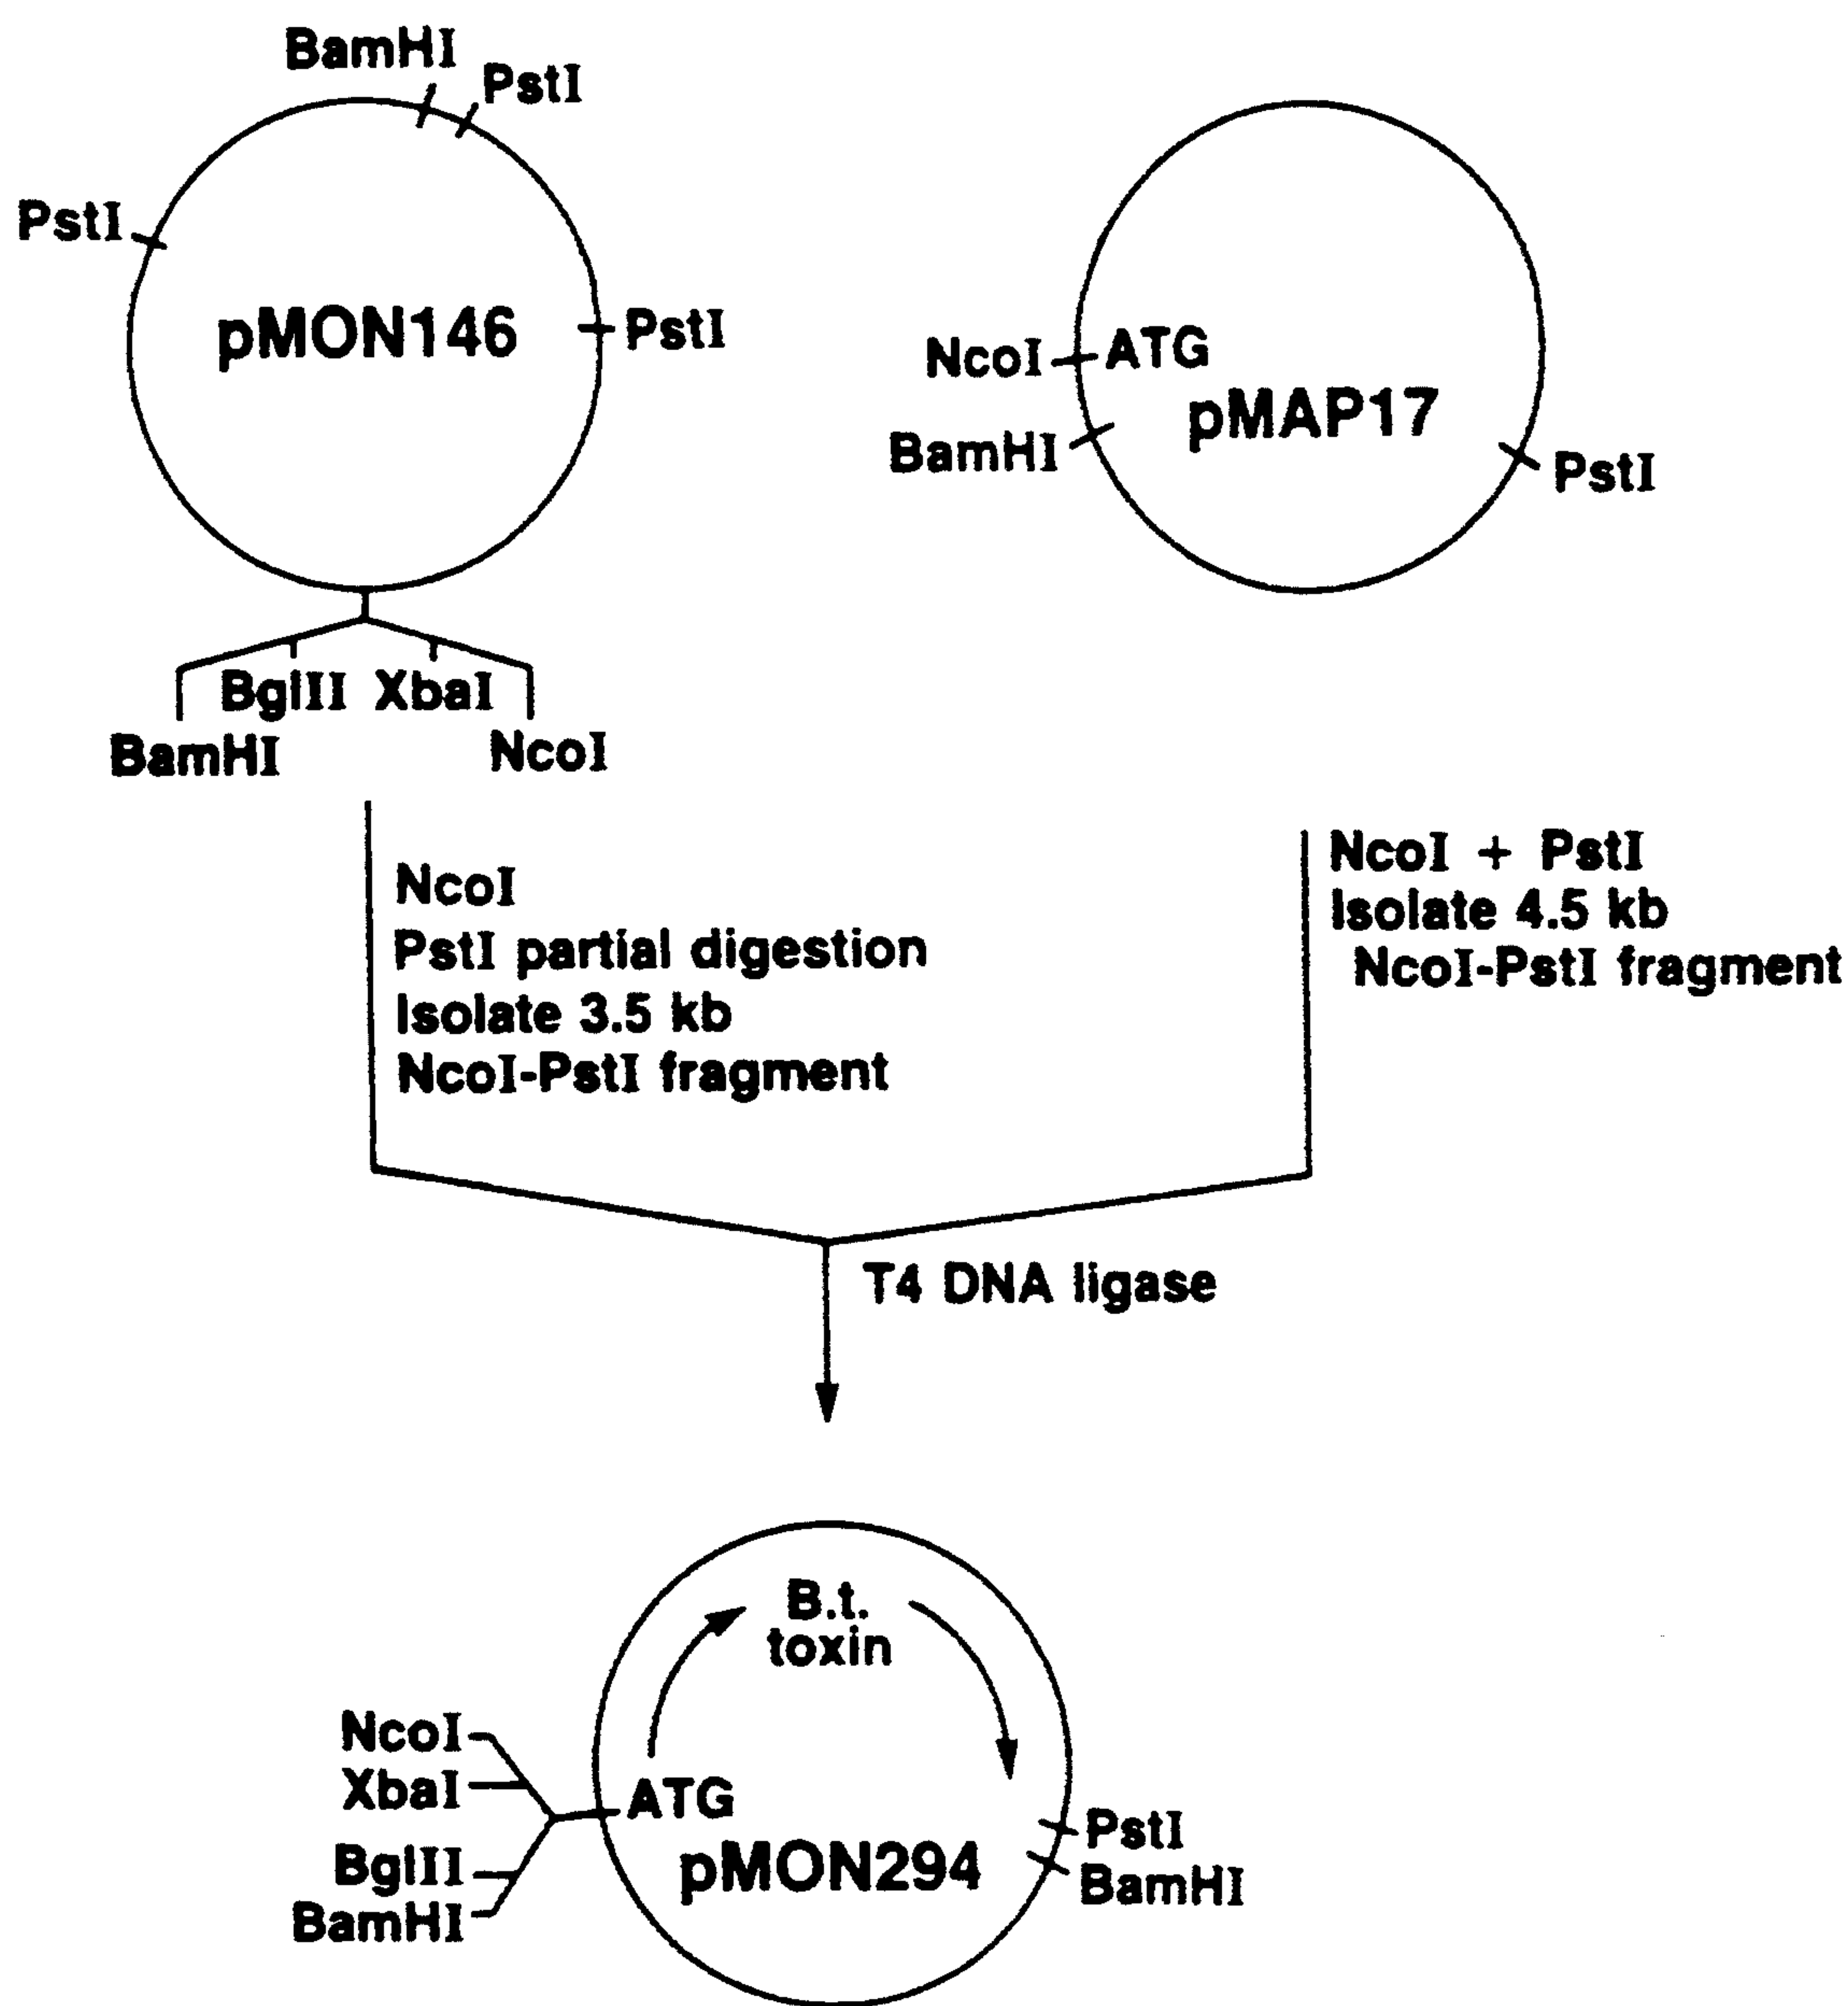 BamHI
PstI
PstI
pMON146
PstI
BglII XbaI
BamHI
NcoI
NcoI
ATG
pMAP17
BamHI
PstI
NcoI
PstI partial digestion
Isolate 3.5 kb
NcoI-PstI fragment
NcoI + PstI
Isolate 4.5 kb
NcoI-PstI fragment
T4 DNA ligase
B.t.
toxin
NcoI
XbaI
BglII
BamHI
ATG
pMON294
PstI
BamHI